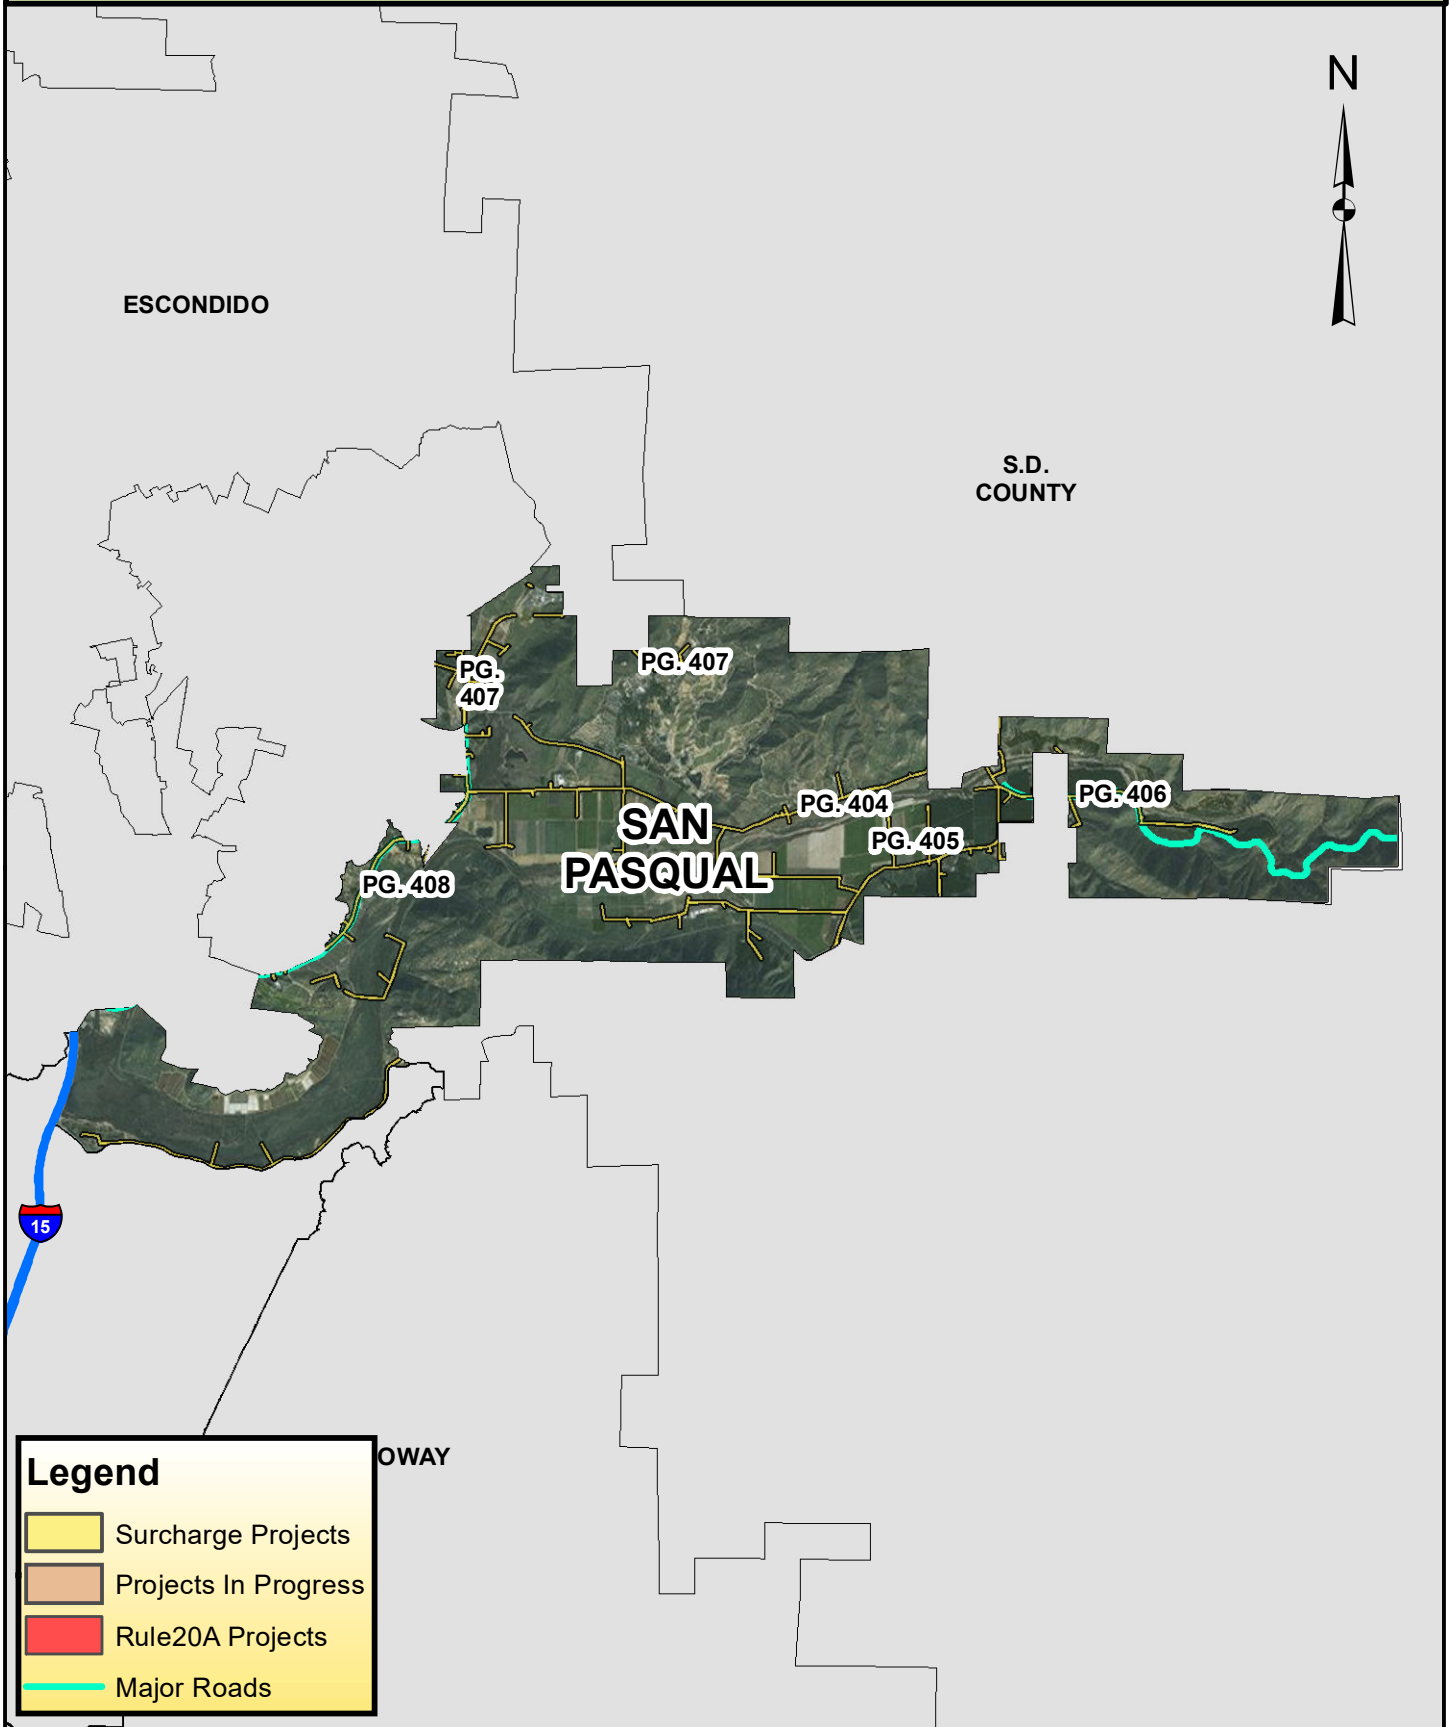 N
ESCONDIDO
S.D.
COUNTY
PG.
407
PG. 407
PG. 404
PG. 406
SAN
PASQUAL
PG. 405
PG. 408
15
OWAY
Legend
Surcharge Projects
Projects In Progress
Rule20A Projects
Major Roads